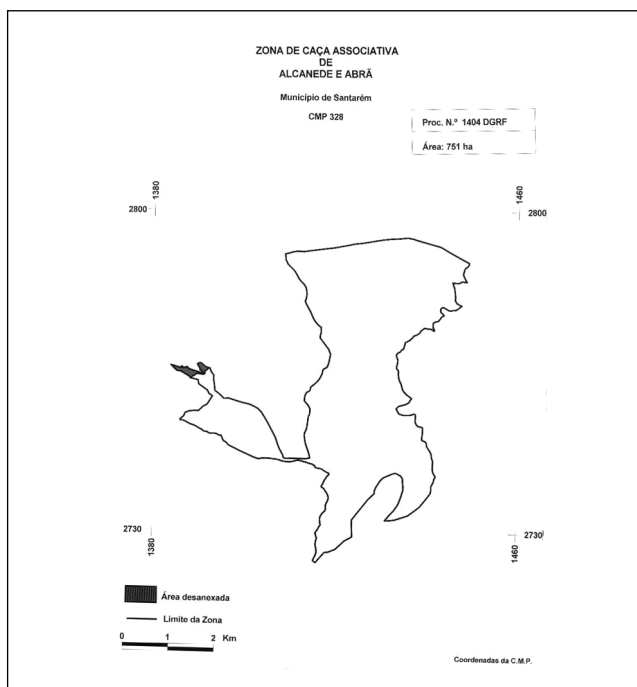 ZONA DE CAÇA ASSOCIATIVA
DE
ALCANEDE E ABRÃ
Município de Santarém
CMP 328
Proc. N.º 1404 DGRF
Área: 751 ha
1380
1460
2800
2800
2730
2730
1380
1460
Área desanexada
Limite da Zona
0 1 2 Km
Coordenadas da C.M.P.